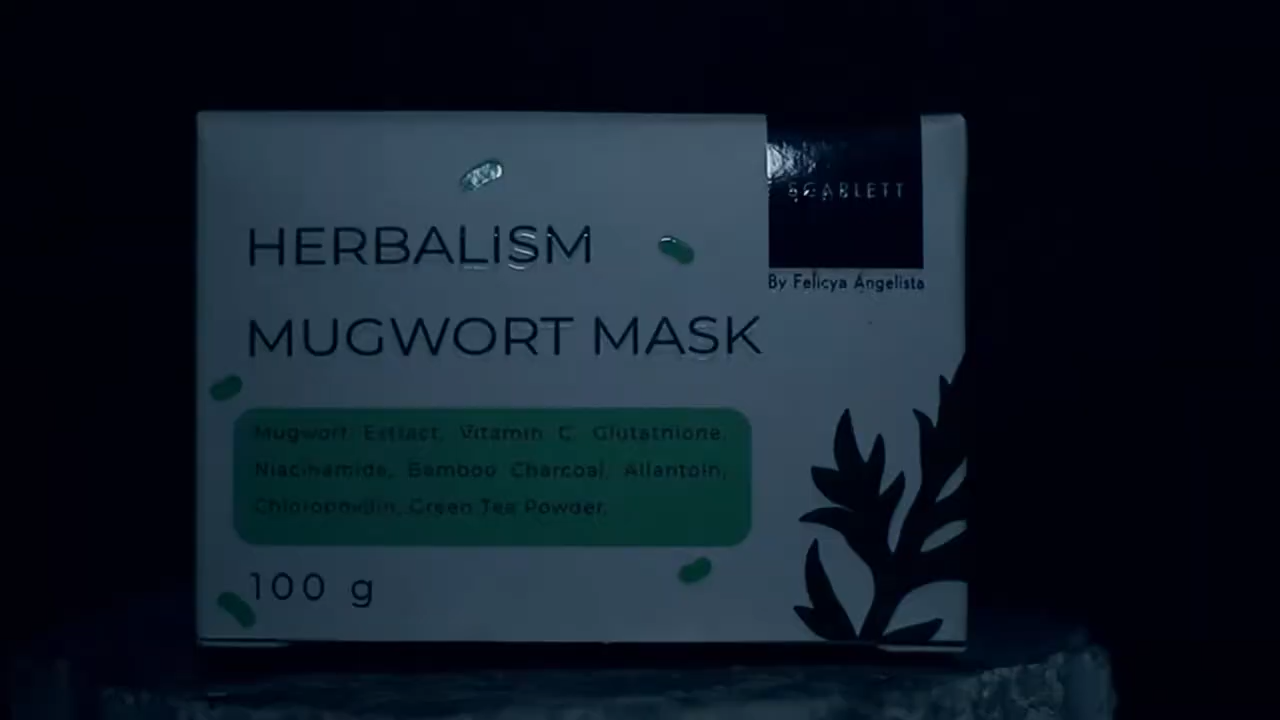 SCARLETT
By Felicya Angelista
HERBALISM
MUGWORT MASK
Mugwort Extract, Vitamin C, Glutathione,
Niacinamide, Bamboo Charcoal, Allantoin,
Chlorophyllin, Green Tea Powder.
100 g